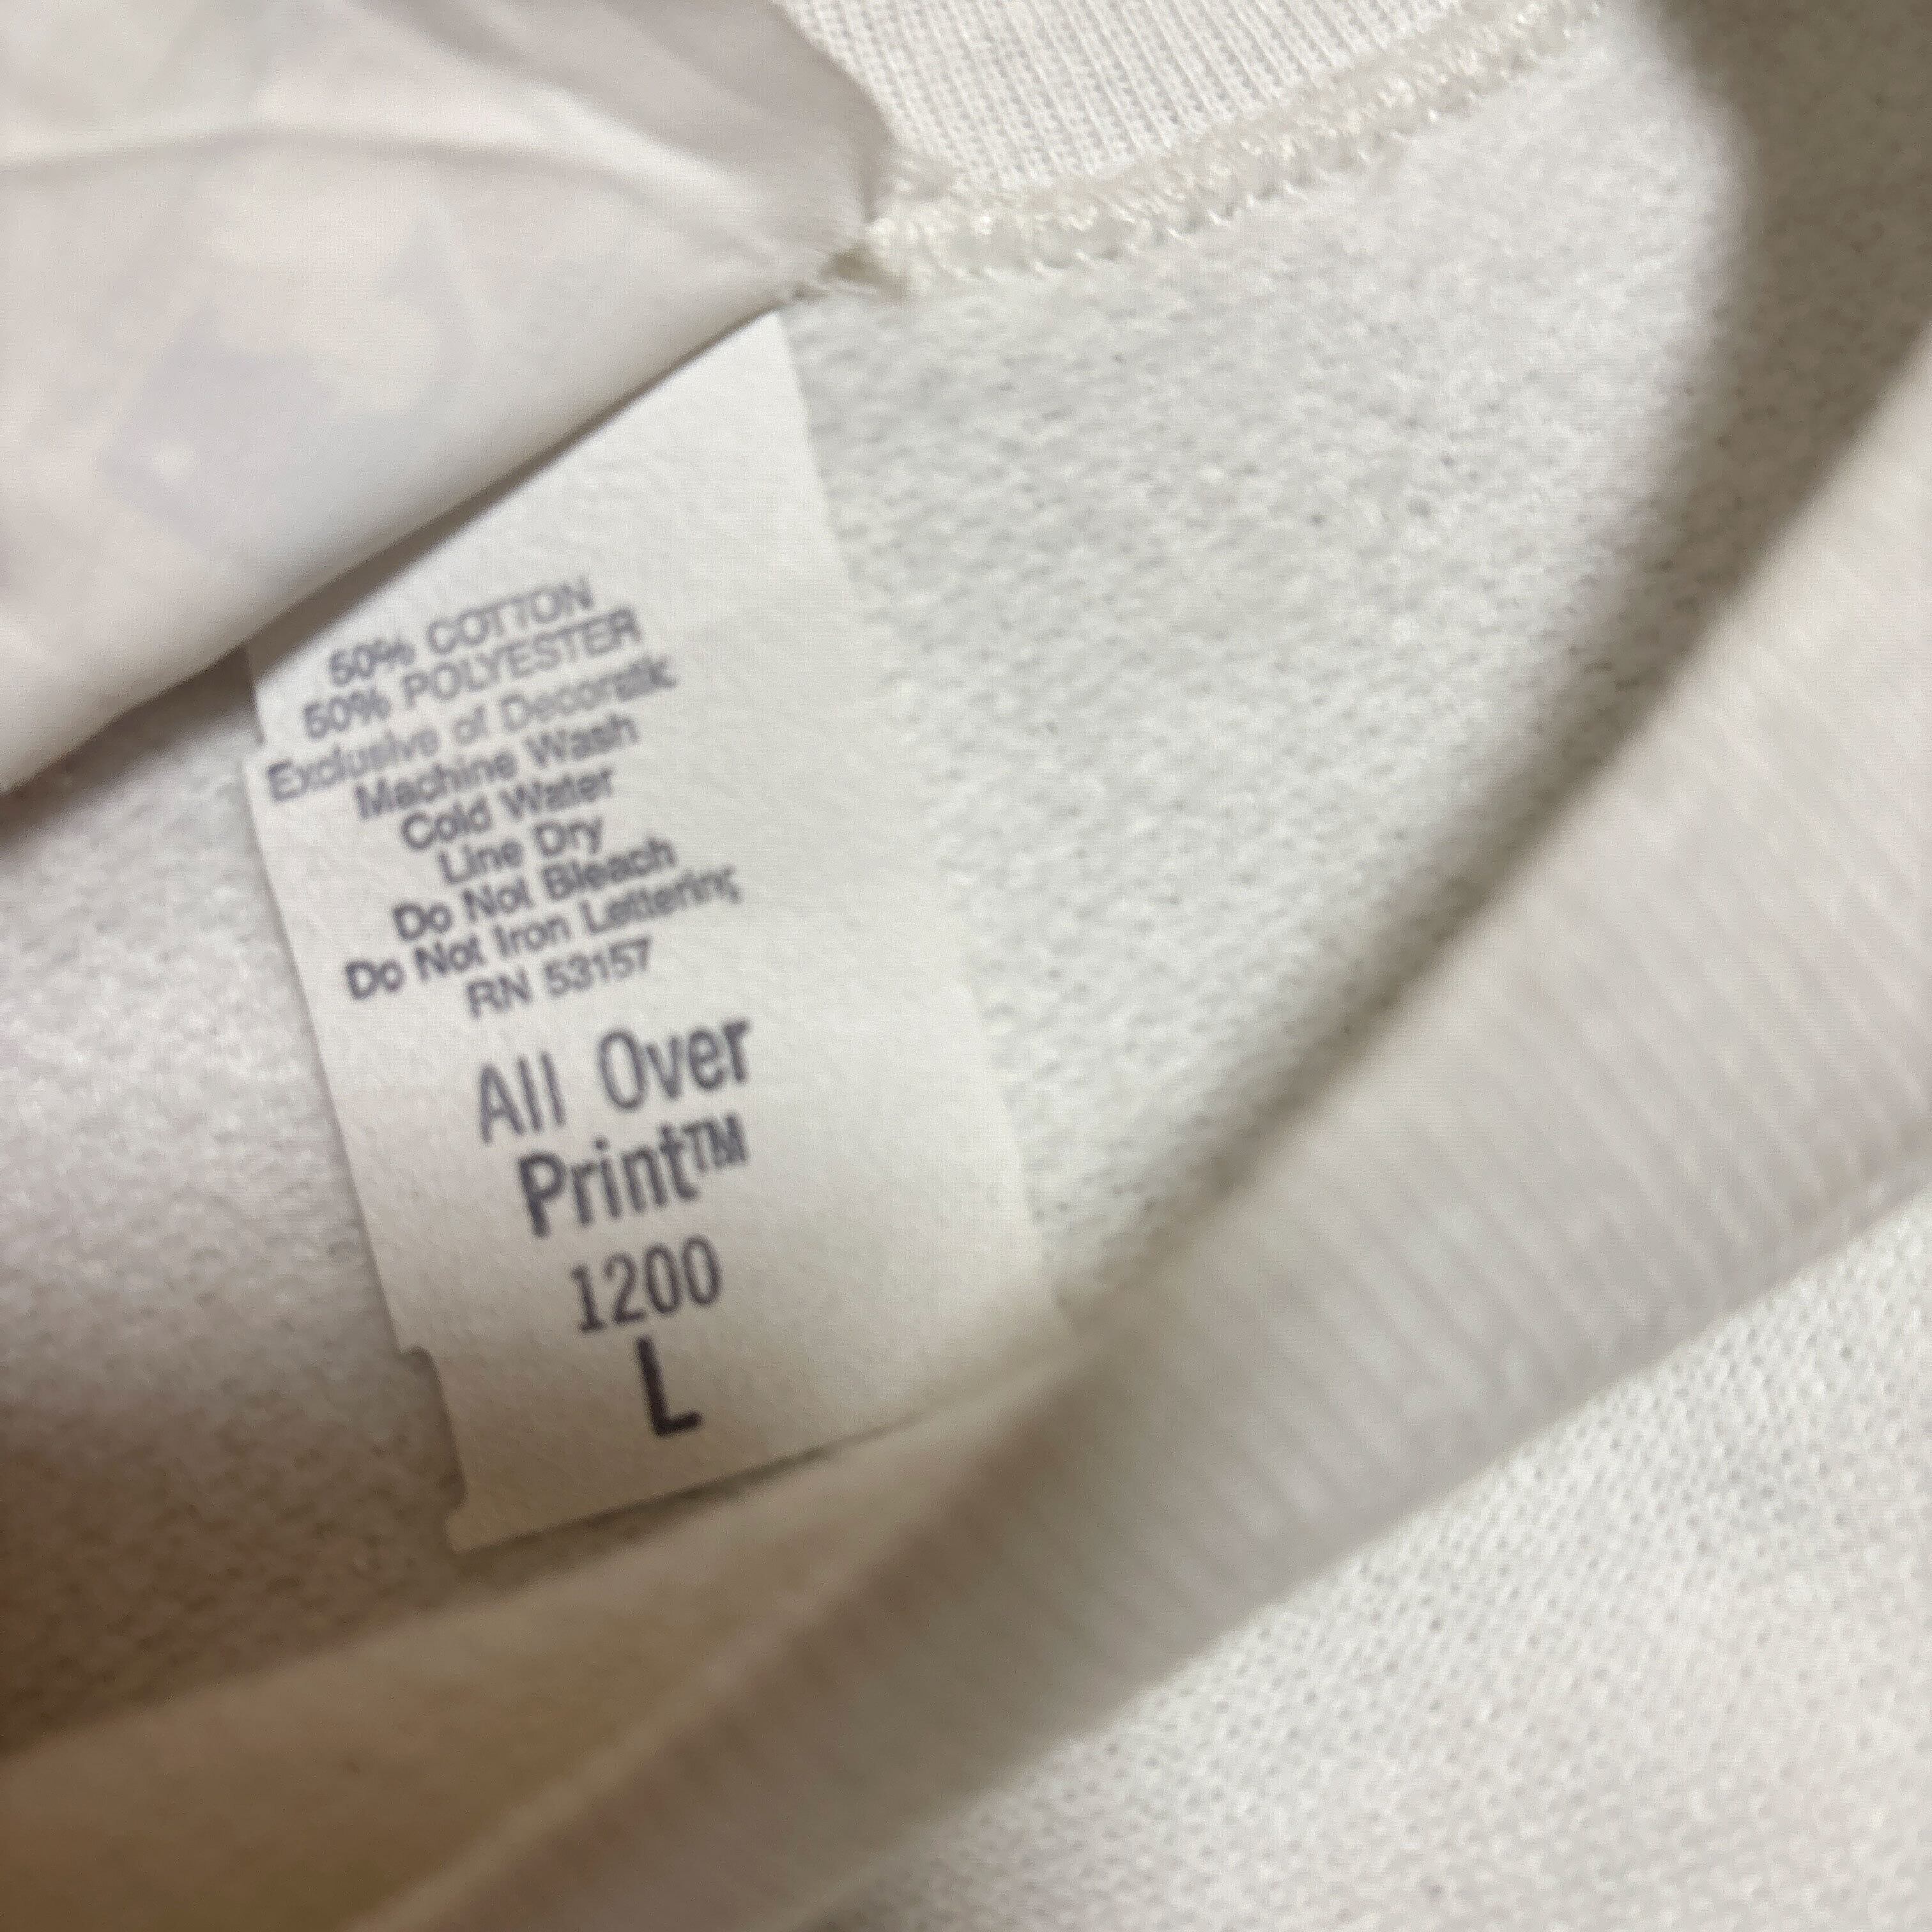 50% COTTON
50% POLYESTER
Exclusive of Decoratic
Machine Wash
Cold Water
Line Dry
Do Not Bleach
Do Not Iron Lettering
RN 53157
All Over
Print™
1200
L